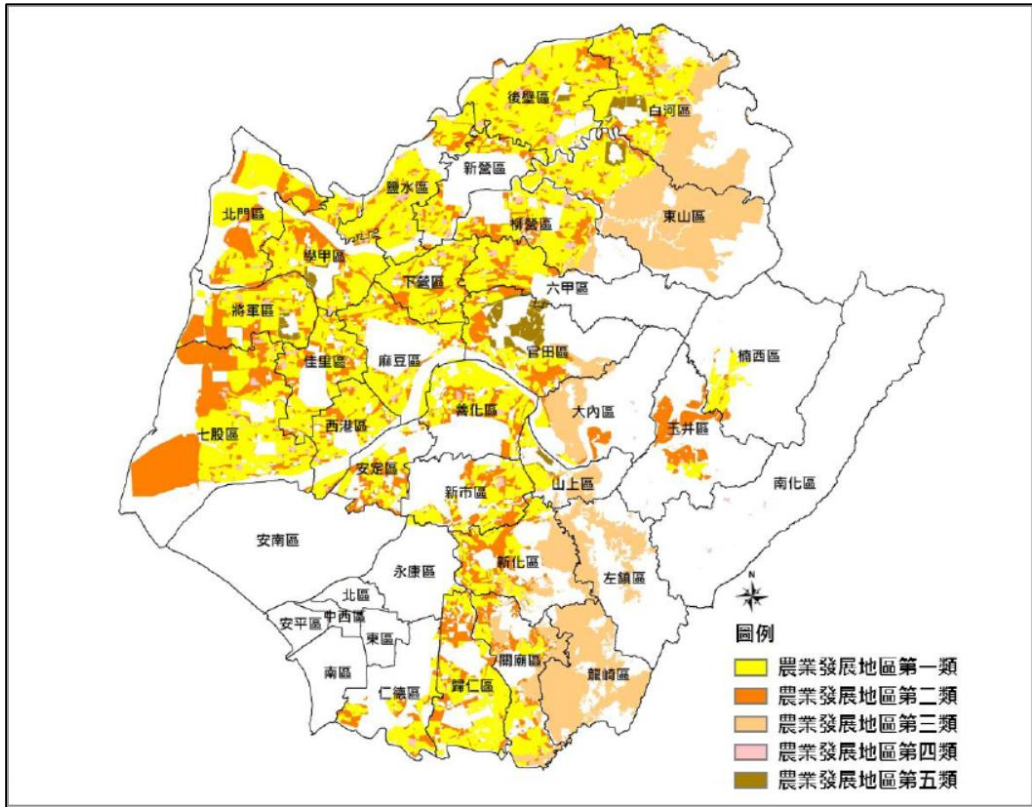 後壁區
白河區
新營區
鹽水區
東山區
北門區
柳營區
學甲區
下營區
六甲區
將軍區
官田區
楠西區
佳里區
麻豆區
大內區
善化區
玉井區
七股區
西港區
安定區
新市區
山上區
南化區
安南區
永康區
新化區
左鎮區
北區
中西區
安平區
東區
南區
仁德區
歸仁區
關廟區
龍崎區
N
圖例
農業發展地區第一類
農業發展地區第二類
農業發展地區第三類
農業發展地區第四類
農業發展地區第五類